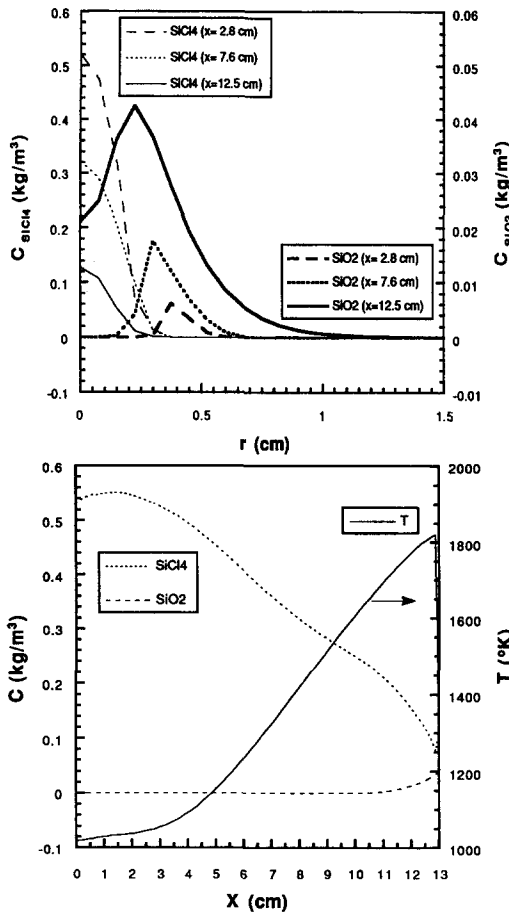 0.6
0.5
0.4
0.3
0.2
0.1
0
-0.1
C SiCl4 (kg/m³)
SiCl4 (x= 2.8 cm)
SiCl4 (x= 7.6 cm)
SiCl4 (x=12.5 cm)
0.06
0.05
0.04
0.03
0.02
0.01
0
-0.01
C SiO2 (kg/m³)
SiO2 (x= 2.8 cm)
SiO2 (x= 7.6 cm)
SiO2 (x=12.5 cm)
0 0.5 1 1.5
r (cm)
0.6
0.5
0.4
0.3
0.2
0.1
0
-0.1
C (kg/m³)
T
SiCl4
SiO2
2000
1800
1600
1400
1200
1000
T (°K)
0 1 2 3 4 5 6 7 8 9 10 11 12 13
X (cm)